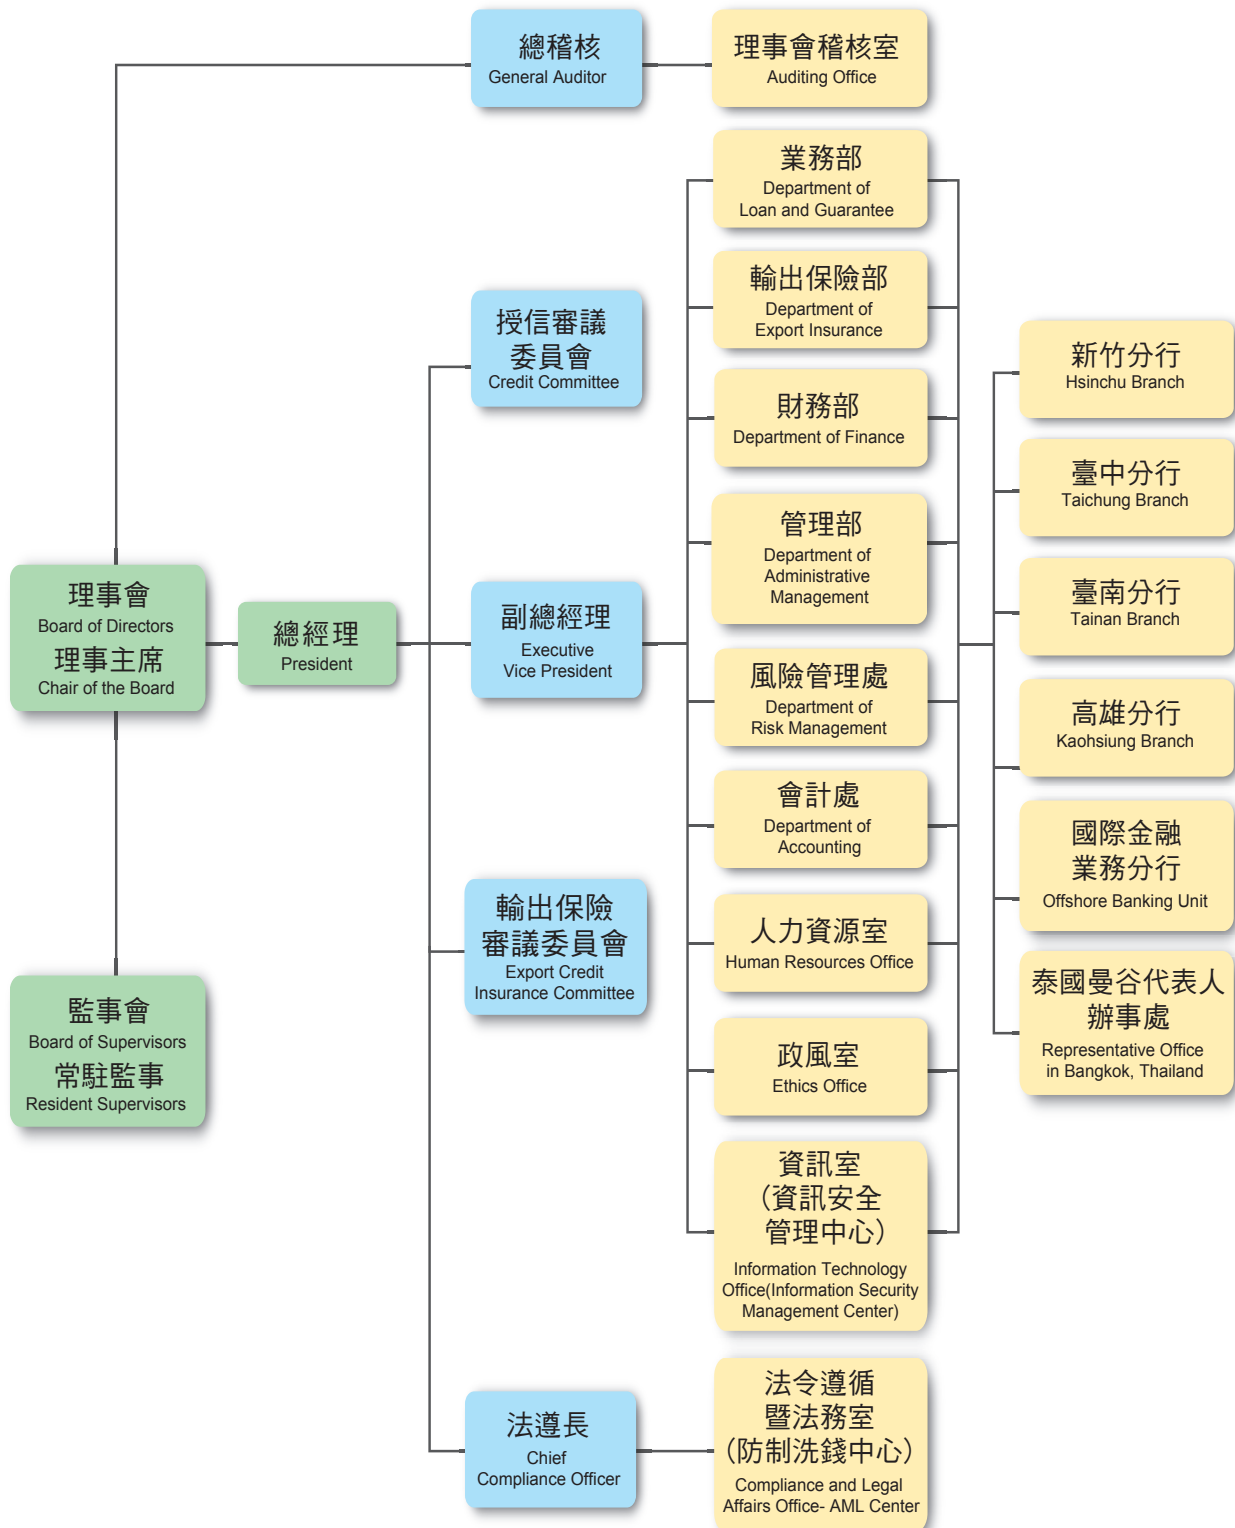 總稽核
General Auditor
理事會稽核室
Auditing Office
業務部
Department of
Loan and Guarantee
輸出保險部
Department of
Export Insurance
授信審議
委員會
Credit Committee
財務部
Department of Finance
新竹分行
Hsinchu Branch
臺中分行
Taichung Branch
管理部
Department of
Administrative
Management
理事會
Board of Directors
理事主席
Chair of the Board
總經理
President
副總經理
Executive
Vice President
臺南分行
Tainan Branch
風險管理處
Department of
Risk Management
高雄分行
Kaohsiung Branch
會計處
Department of
Accounting
國際金融
業務分行
Offshore Banking Unit
輸出保險
審議委員會
Export Credit
Insurance Committee
人力資源室
Human Resources Office
監事會
Board of Supervisors
常駐監事
Resident Supervisors
泰國曼谷代表人
辦事處
Representative Office
in Bangkok, Thailand
政風室
Ethics Office
資訊室
（資訊安全
管理中心）
Information Technology
Office(Information Security
Management Center)
法遵長
Chief
Compliance Officer
法令遵循
暨法務室
（防制洗錢中心）
Compliance and Legal
Affairs Office- AML Center